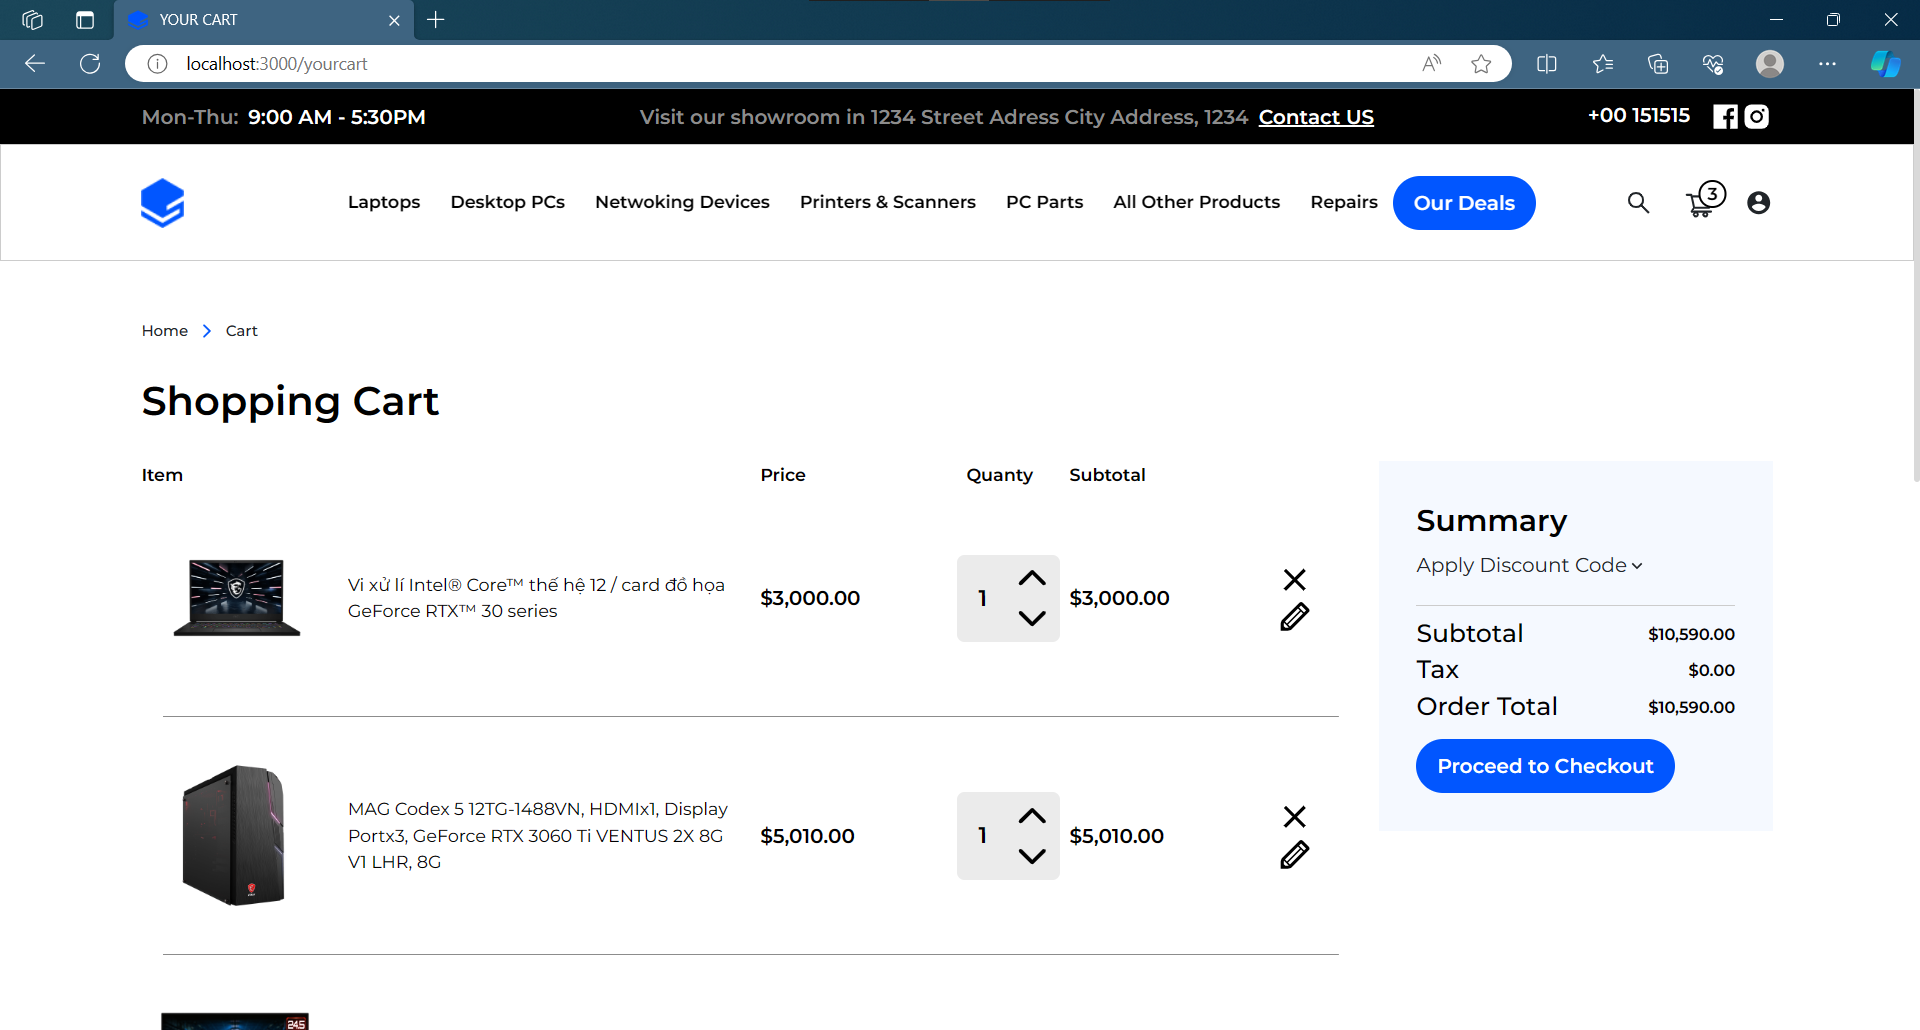 YOUR CART
localhost:3000/yourcart
Mon-Thu: 9:00 AM - 5:30PM
Visit our showroom in 1234 Street Adress City Address, 1234 Contact US
+00 151515
Laptops
Desktop PCs
Netwoking Devices
Printers & Scanners
PC Parts
All Other Products
Repairs
Our Deals
3
Home
Cart
Shopping Cart
Item
Price
Quanty
Subtotal
Vi xử lí Intel® Core™ thế hệ 12 / card đồ họa
GeForce RTX™ 30 series
$3,000.00
1
$3,000.00
MAG Codex 5 12TG-1488VN, HDMIx1, Display
Portx3, GeForce RTX 3060 Ti VENTUS 2X 8G
V1 LHR, 8G
$5,010.00
1
$5,010.00
24.5
Summary
Apply Discount Code
Subtotal $10,590.00
Tax $0.00
Order Total $10,590.00
Proceed to Checkout